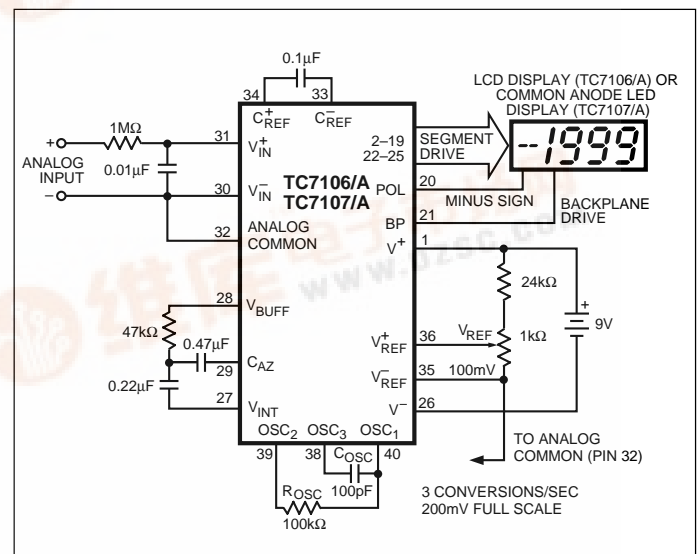 0.1µF
34
33
C+REF
C−REF
LCD DISPLAY (TC7106/A) OR
COMMON ANODE LED
DISPLAY (TC7107/A)
1MΩ
+
ANALOG
INPUT
–
0.01µF
31
V+IN
30
V−IN
32
ANALOG
COMMON
TC7106/A
TC7107/A
2–19
22–25
SEGMENT
DRIVE
-1999
POL
20
MINUS SIGN
BP
21
BACKPLANE
DRIVE
V+
1
24kΩ
+
9V
28
VBUFF
47kΩ
0.47µF
29
CAZ
0.22µF
27
VINT
V+REF
36
VREF
1kΩ
V−REF
35
100mV
V−
26
OSC2
OSC3
OSC1
39
38
COSC
40
100pF
ROSC
100kΩ
TO ANALOG
COMMON (PIN 32)
3 CONVERSIONS/SEC
200mV FULL SCALE